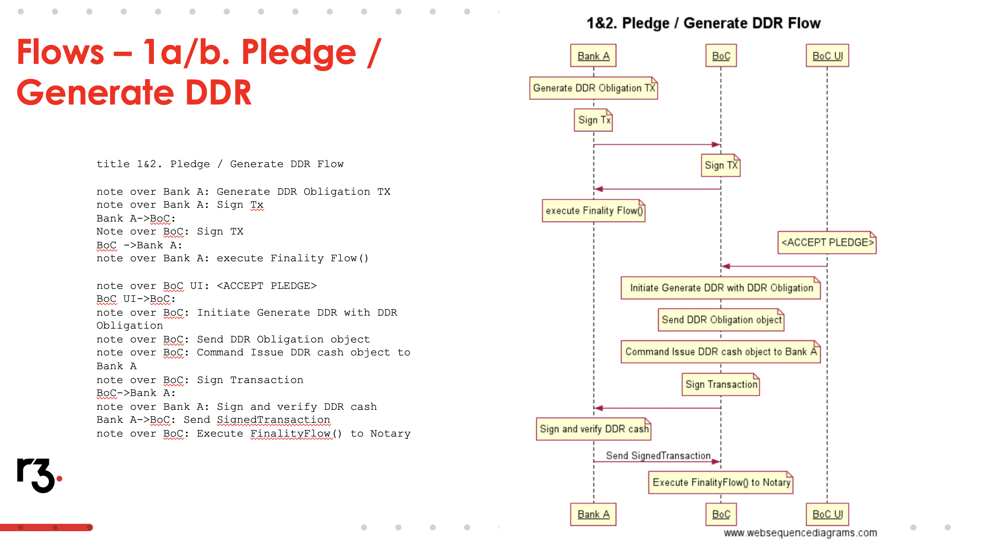 Flows – 1a/b. Pledge /
Generate DDR
title 1&2. Pledge / Generate DDR Flow
note over Bank A: Generate DDR Obligation TX
note over Bank A: Sign Tx
Bank A->BoC:
Note over BoC: Sign TX
BoC ->Bank A:
note over Bank A: execute Finality Flow()
note over BoC UI: <ACCEPT PLEDGE>
BoC UI->BoC:
note over BoC: Initiate Generate DDR with DDR
Obligation
note over BoC: Send DDR Obligation object
note over BoC: Command Issue DDR cash object to
Bank A
note over BoC: Sign Transaction
BoC->Bank A:
note over Bank A: Sign and verify DDR cash
Bank A->BoC: Send SignedTransaction
note over BoC: Execute FinalityFlow() to Notary
r3.
1&2. Pledge / Generate DDR Flow
Bank A
BoC
BoC UI
Generate DDR Obligation TX
Sign Tx
Sign TX
execute Finality Flow()
<ACCEPT PLEDGE>
Initiate Generate DDR with DDR Obligation
Send DDR Obligation object
Command Issue DDR cash object to Bank A
Sign Transaction
Sign and verify DDR cash
Send SignedTransaction
Execute FinalityFlow() to Notary
Bank A
BoC
BoC UI
www.websequencediagrams.com